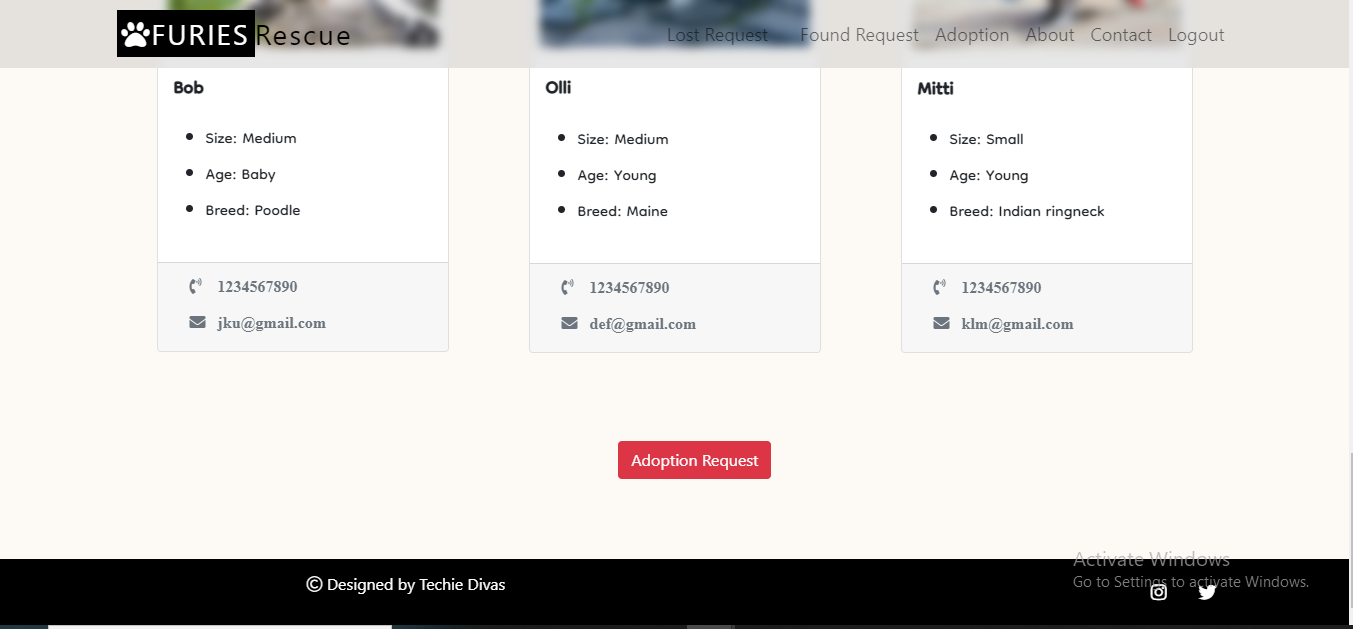 FURIESRescue Lost Request Found Request Adoption About Contact Logout
Bob
Size: Medium
Age: Baby
Breed: Poodle
1234567890
jku@gmail.com
Olli
Size: Medium
Age: Young
Breed: Maine
1234567890
def@gmail.com
Mitti
Size: Small
Age: Young
Breed: Indian ringneck
1234567890
klm@gmail.com
Adoption Request
© Designed by Techie Divas
Activate Windows
Go to Settings to activate Windows.